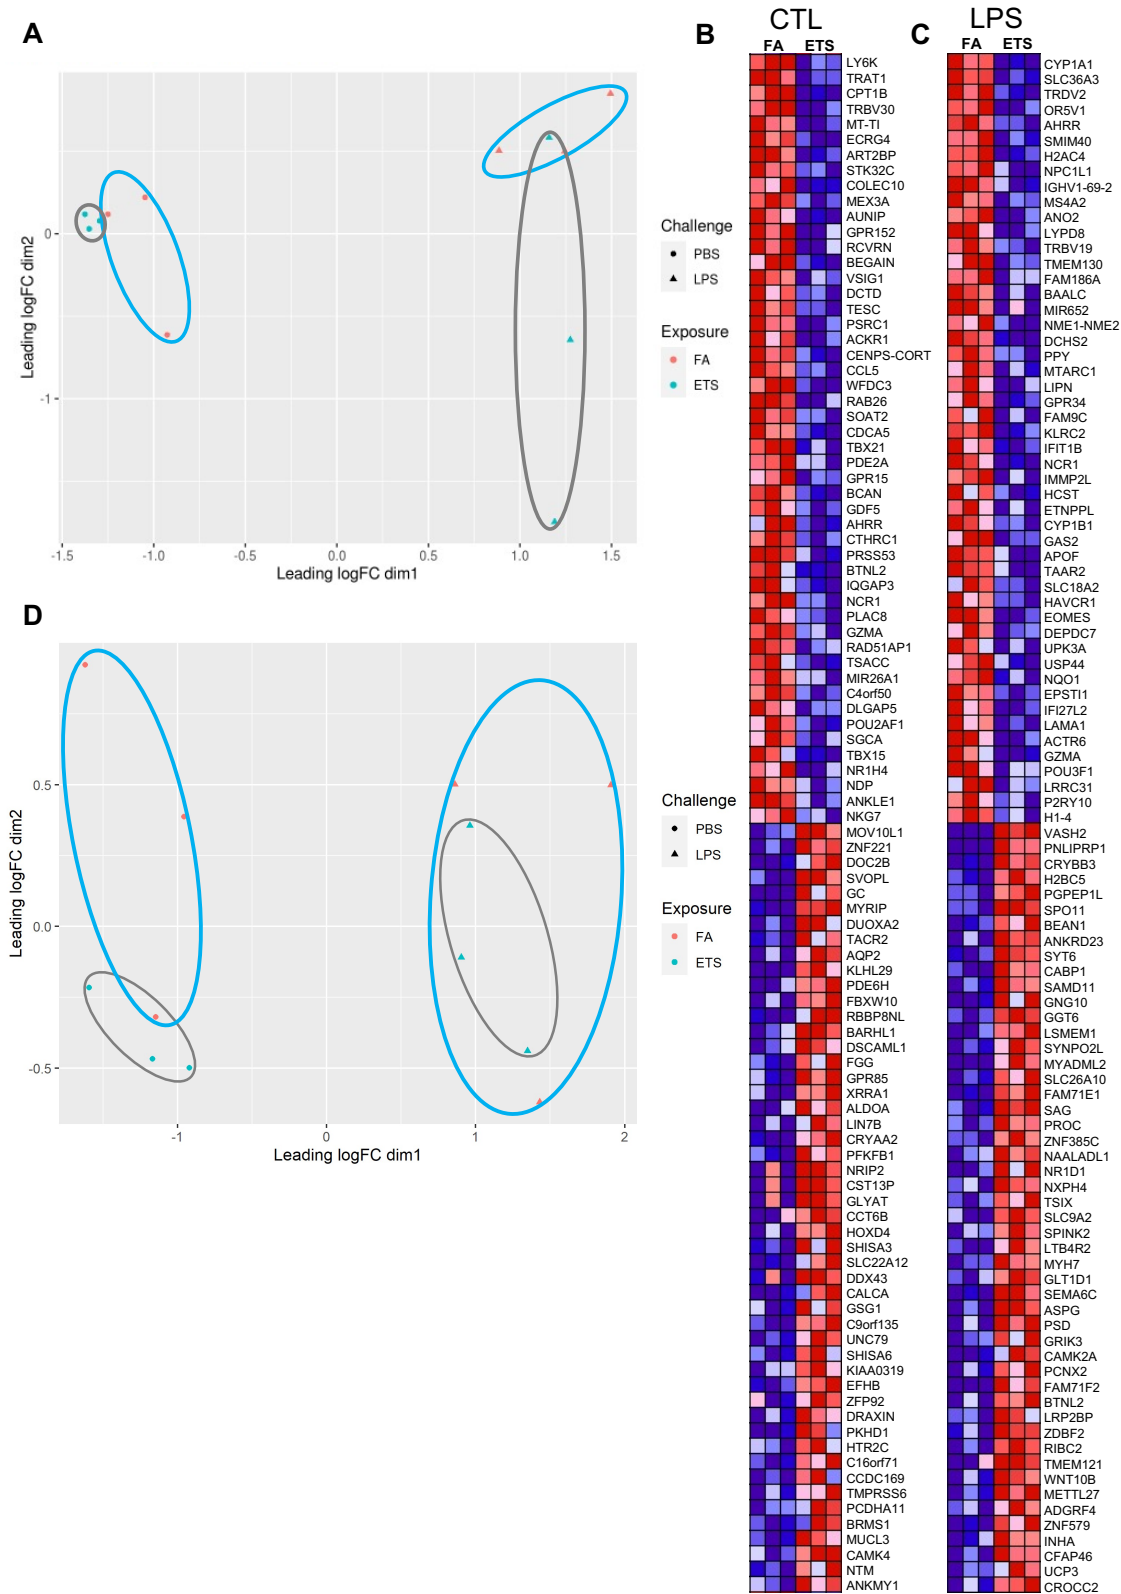 A
0
-1
Leading logFC dim2
-1.5
-1.0
-0.5
0.0
0.5
1.0
1.5
Leading logFC dim1
Challenge
PBS
LPS
Exposure
FA
ETS
D
0.5
0.0
-0.5
Leading logFC dim2
-1
0
1
2
Leading logFC dim1
Challenge
PBS
LPS
Exposure
FA
ETS
B
CTL
FA ETS
LY6K
TRAT1
CPT1B
TRBV30
MT-TI
ECRG4
ART2BP
STK32C
COLEC10
MEX3A
AUNIP
GPR152
RCVRN
BEGAIN
VSIG1
DCTD
TESC
PSRC1
ACKR1
CENPS-CORT
CCL5
WFDC3
RAB26
SOAT2
CDCA5
TBX21
PDE2A
GPR15
BCAN
GDF5
AHRR
CTHRC1
PRSS53
BTNL2
IQGAP3
NCR1
PLAC8
GZMA
RAD51AP1
TSACC
MIR26A1
C4orf50
DLGAP5
POU2AF1
SGCA
TBX15
NR1H4
NDP
ANKLE1
NKG7
MOV10L1
ZNF221
DOC2B
SVOPL
GC
MYRIP
DUOXA2
TACR2
AQP2
KLHL29
PDE6H
FBXW10
RBBP8NL
BARHL1
DSCAML1
FGG
GPR85
XRRA1
ALDOA
LIN7B
CRYAA2
PFKFB1
NRIP2
CST13P
GLYAT
CCT6B
HOXD4
SHISA3
SLC22A12
DDX43
CALCA
GSG1
C9orf135
UNC79
SHISA6
KIAA0319
EFHB
ZFP92
DRAXIN
PKHD1
HTR2C
C16orf71
CCDC169
TMPRSS6
PCDHA11
BRMS1
MUCL3
CAMK4
NTM
ANKMY1
C
LPS
FA ETS
CYP1A1
SLC36A3
TRDV2
OR5V1
AHRR
SMIM40
H2AC4
NPC1L1
IGHV1-69-2
MS4A2
ANO2
LYPD8
TRBV19
TMEM130
FAM186A
BAALC
MIR652
NME1-NME2
DCHS2
PPY
MTARC1
LIPN
GPR34
FAM9C
KLRC2
IFIT1B
NCR1
IMMP2L
HCST
ETNPPL
CYP1B1
GAS2
APOF
TAAR2
SLC18A2
HAVCR1
EOMES
DEPDC7
UPK3A
USP44
NQO1
EPSTI1
IFI27L2
LAMA1
ACTR6
GZMA
POU3F1
LRRC31
P2RY10
H1-4
VASH2
PNLIPRP1
CRYBB3
H2BC5
PGPEP1L
SPO11
BEAN1
ANKRD23
SYT6
CABP1
SAMD11
GNG10
GGT6
LSMEM1
SYNPO2L
MYADML2
SLC26A10
FAM71E1
SAG
PROC
ZNF385C
NAALADL1
NR1D1
NXPH4
TSIX
SLC9A2
SPINK2
LTB4R2
MYH7
GLT1D1
SEMA6C
ASPG
PSD
GRIK3
CAMK2A
PCNX2
FAM71F2
BTNL2
LRP2BP
ZDBF2
RIBC2
TMEM121
WNT10B
METTL27
ADGRF4
ZNF579
INHA
CFAP46
UCP3
CROCC2